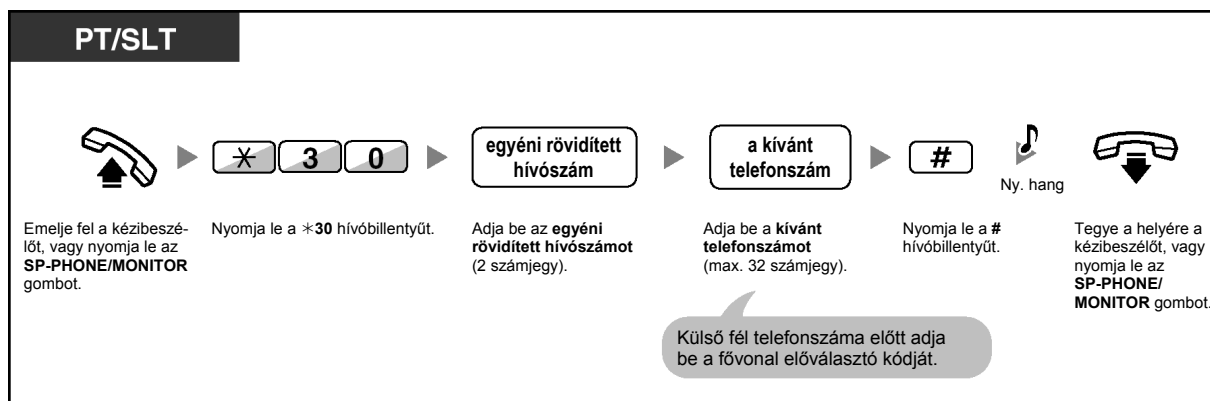 PT/SLT
✳ 3 0
egyéni rövidített
hívószám
a kívánt
telefonszám
#
Ny. hang
Emelje fel a kézibeszé-
lőt, vagy nyomja le az
SP-PHONE/MONITOR
gombot.
Nyomja le a ✳30 hívóbillentyűt.
Adja be az egyéni
rövidített hívószámot
(2 számjegy).
Adja be a kívánt
telefonszámot
(max. 32 számjegy).
Nyomja le a #
hívóbillentyűt.
Tegye a helyére a
kézibeszélőt, vagy
nyomja le az
SP-PHONE/
MONITOR gombot.
Külső fél telefonszáma előtt adja
be a fővonal előválasztó kódját.